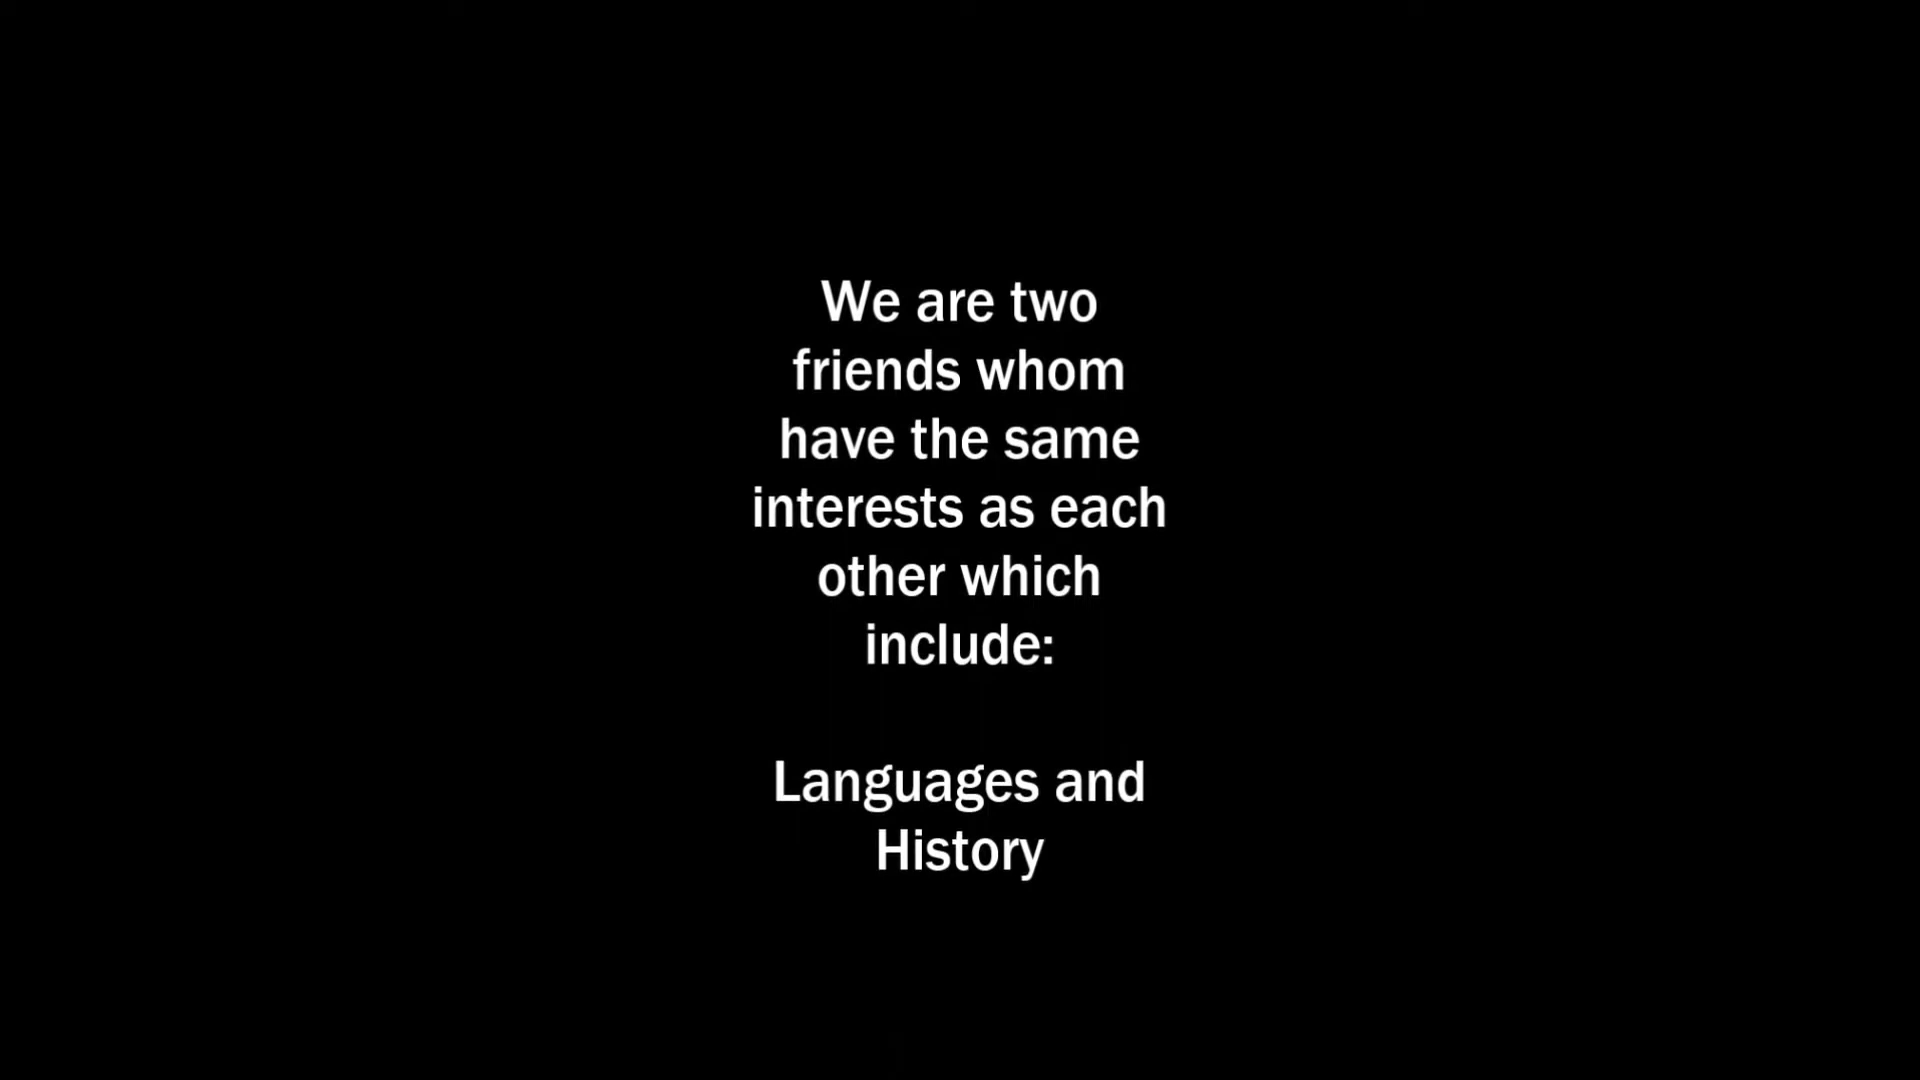 We are two
friends whom
have the same
interests as each
other which
include:
Languages and
History